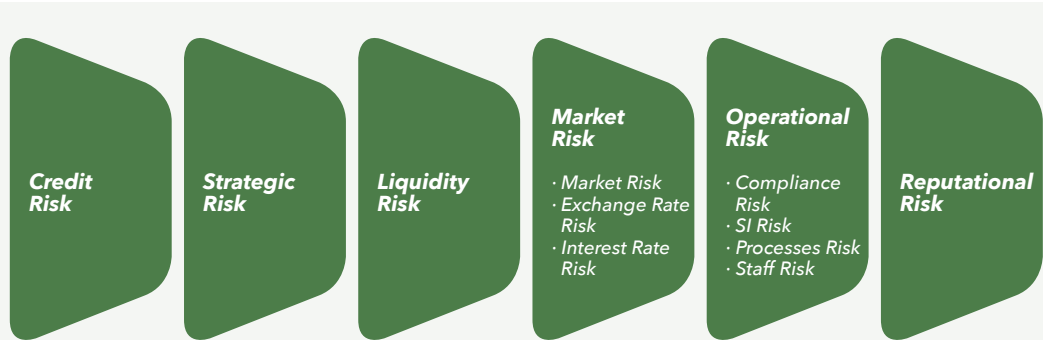 Credit
Risk
Strategic
Risk
Liquidity
Risk
Market
Risk
· Market Risk
· Exchange Rate
Risk
· Interest Rate
Risk
Operational
Risk
· Compliance
Risk
· SI Risk
· Processes Risk
· Staff Risk
Reputational
Risk